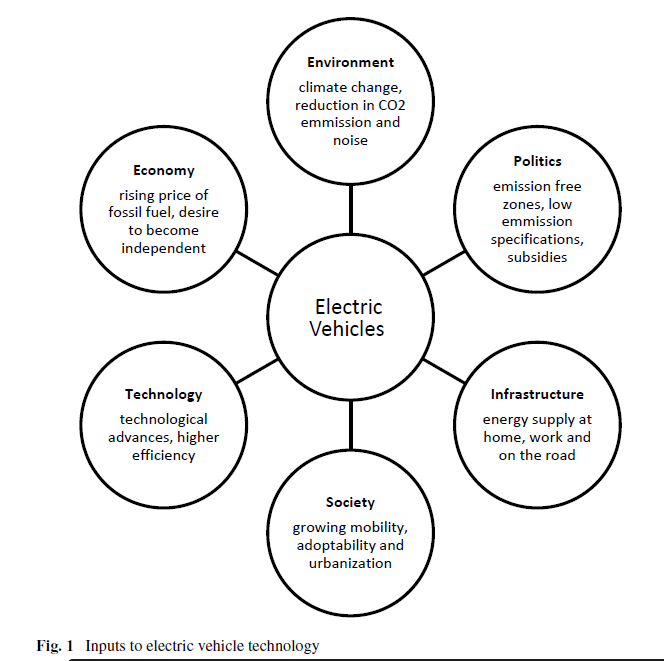 Environment
climate change,
reduction in CO2
emmission and
noise
Politics
emission free
zones, low
emmission
specifications,
subsidies
Economy
rising price of
fossil fuel, desire
to become
independent
Electric
Vehicles
Technology
technological
advances, higher
efficiency
Infrastructure
energy supply at
home, work and
on the road
Society
growing mobility,
adoptability and
urbanization
Fig. 1 Inputs to electric vehicle technology